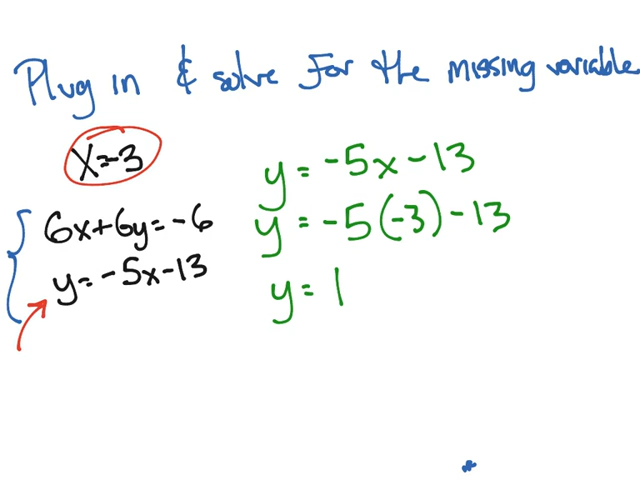 Plug in & solve for the missing variable
x=-3
6x+6y=-6
y=-5x-13
y=-5x-13
y=-5(-3)-13
y=1